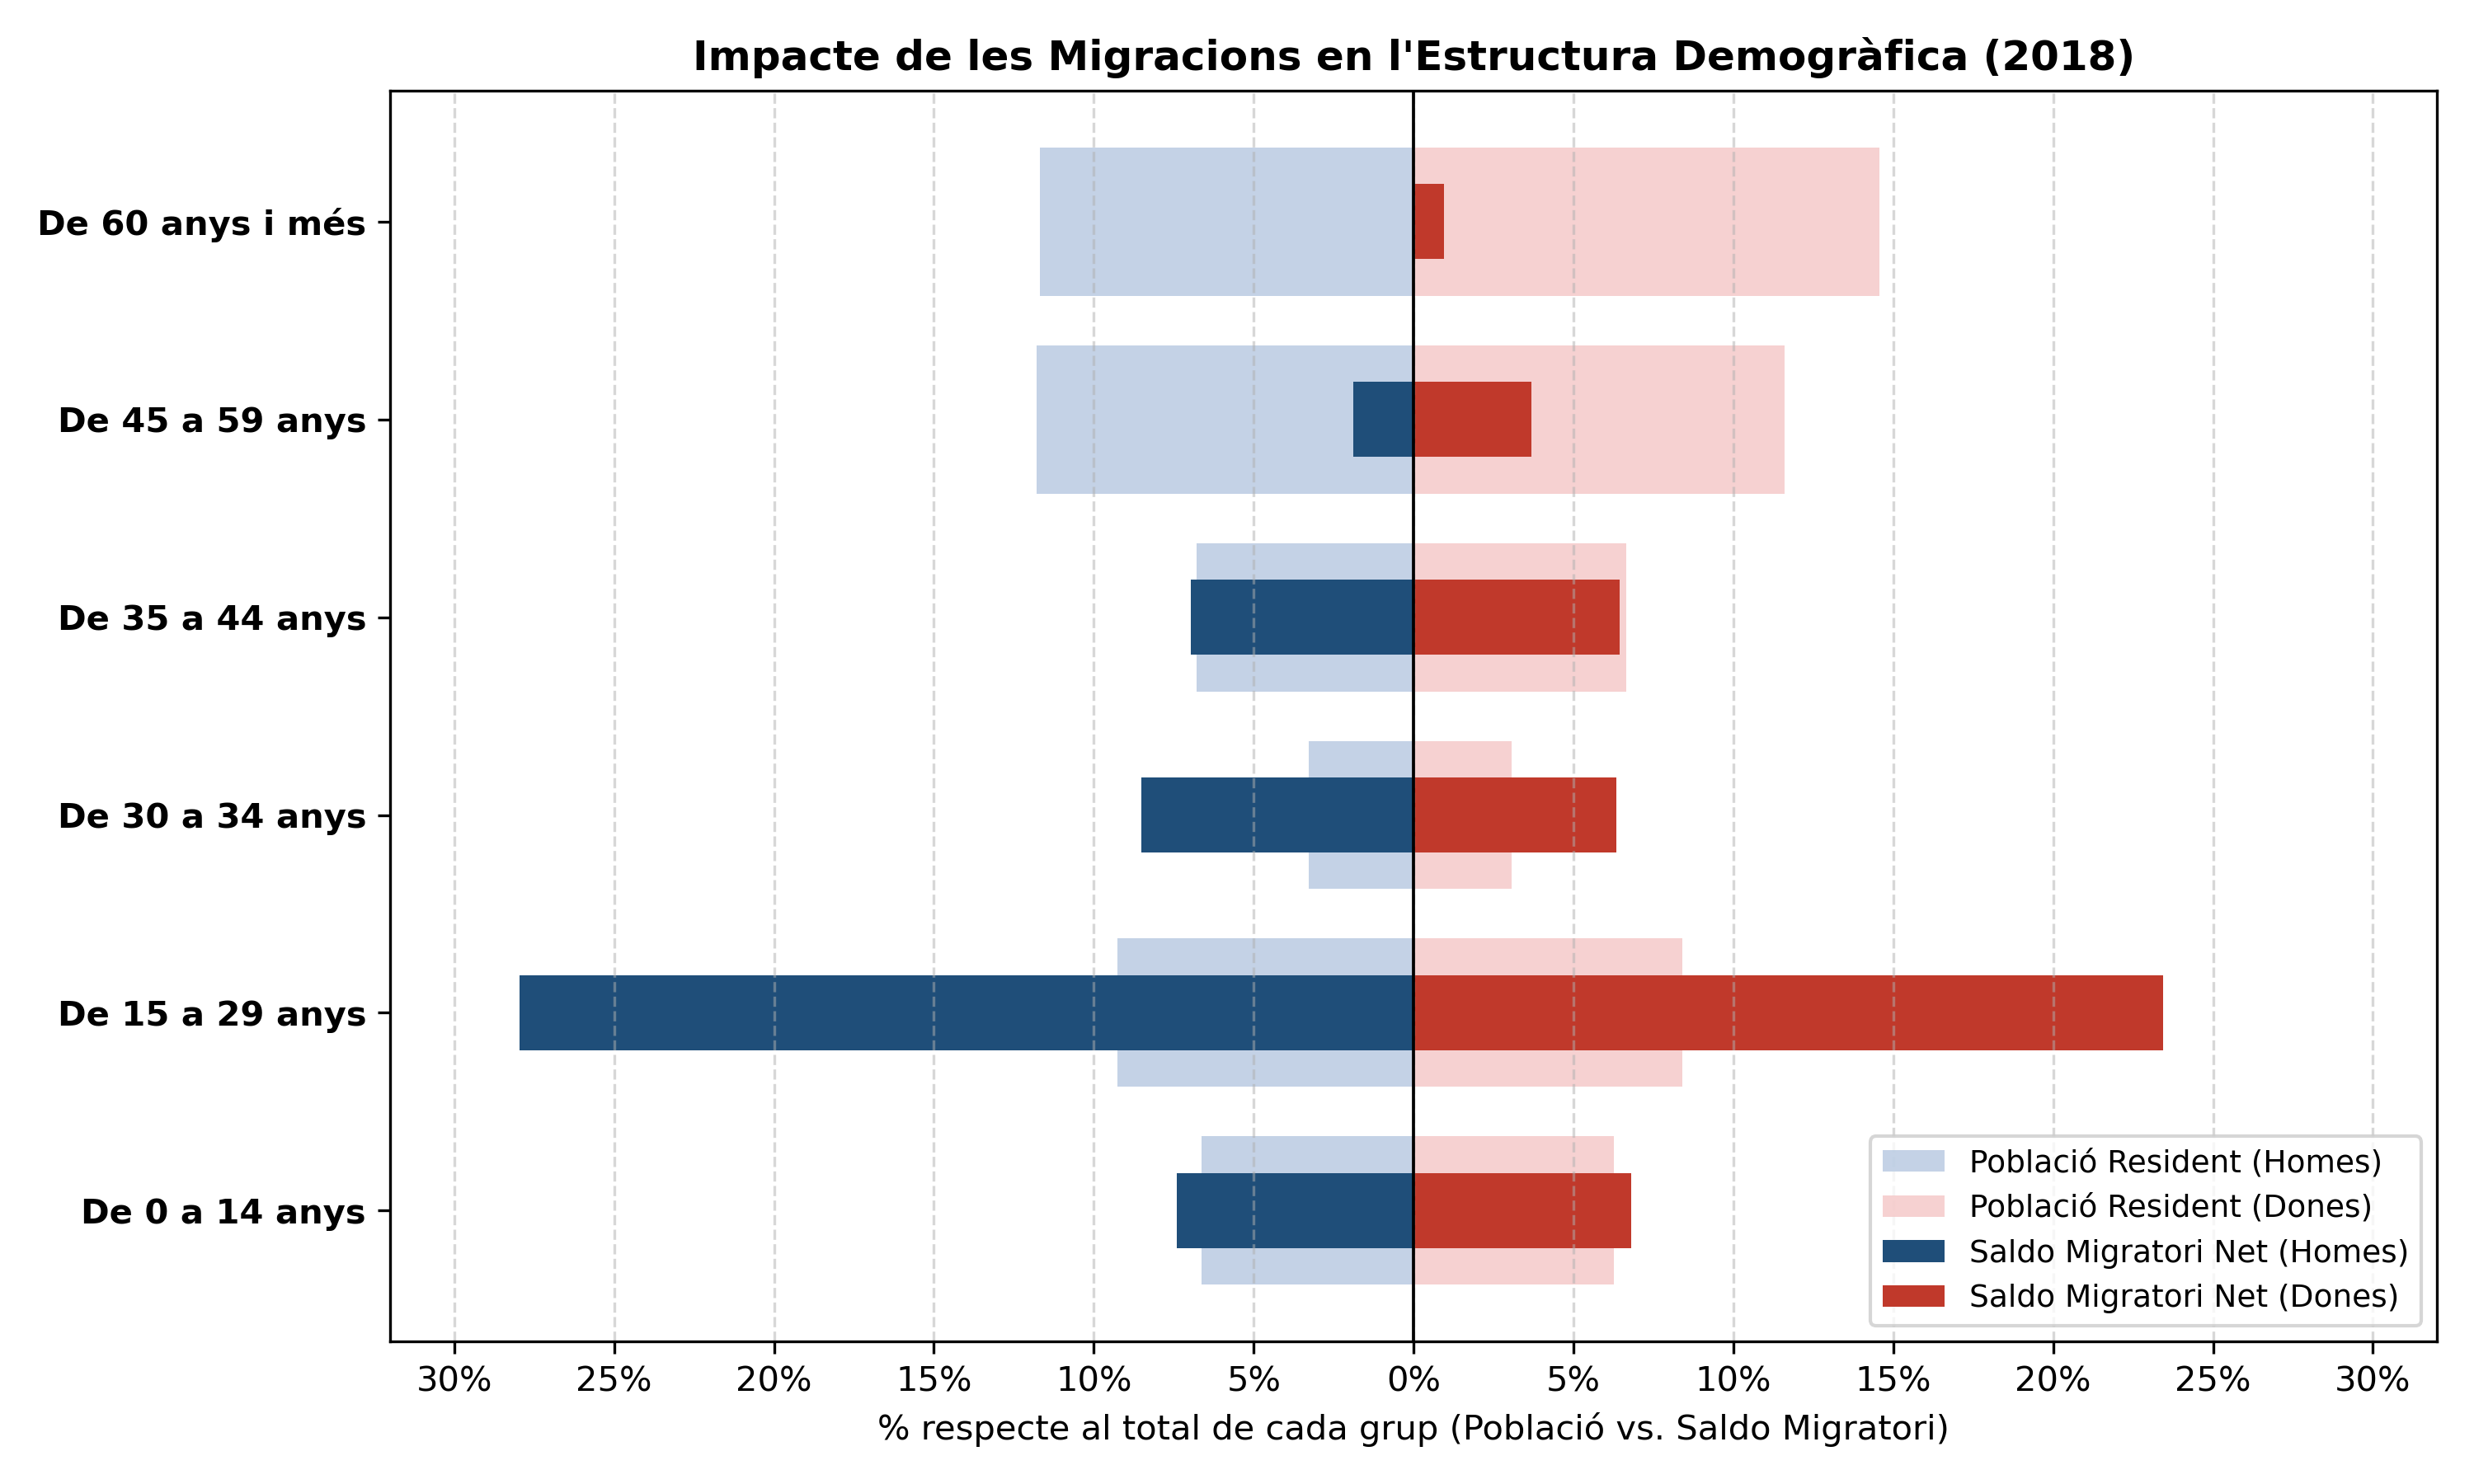 Impacte de les Migracions en l'Estructura Demogràfica (2018)
De 60 anys i més
De 45 a 59 anys
De 35 a 44 anys
De 30 a 34 anys
De 15 a 29 anys
De 0 a 14 anys
Població Resident (Homes)
Població Resident (Dones)
Saldo Migratori Net (Homes)
Saldo Migratori Net (Dones)
30% 25% 20% 15% 10% 5% 0% 5% 10% 15% 20% 25% 30%
% respecte al total de cada grup (Població vs. Saldo Migratori)